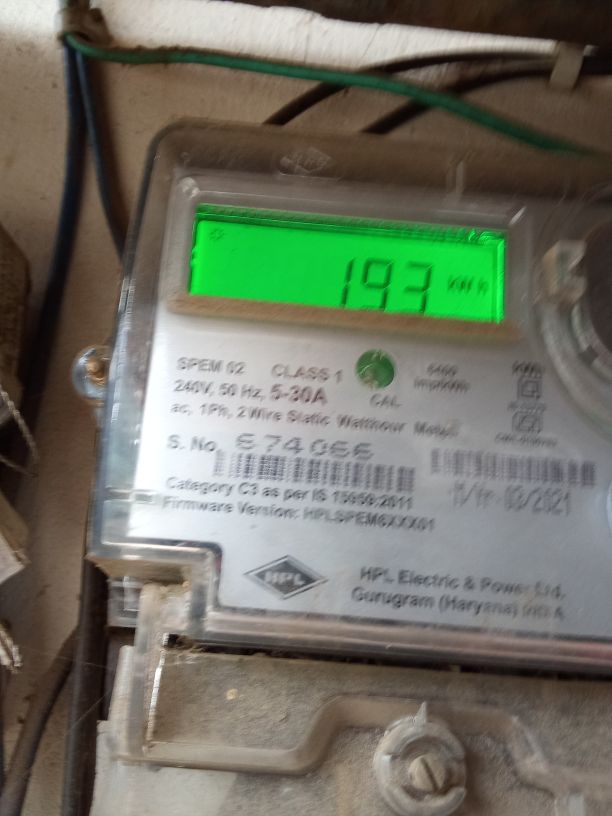 193 kWh
SPEM 02 CLASS 1
CAL
240V, 50 Hz, 5-30A
ac, 1Ph, 2 Wire Static Watthour Meter
S. No. 674066
Category C3 as per IS 15959:2011
Firmware Version: HPLSPEM6XXX01
03/2021
HPL
HPL Electric & Power Ltd.
Gurugram (Haryana)